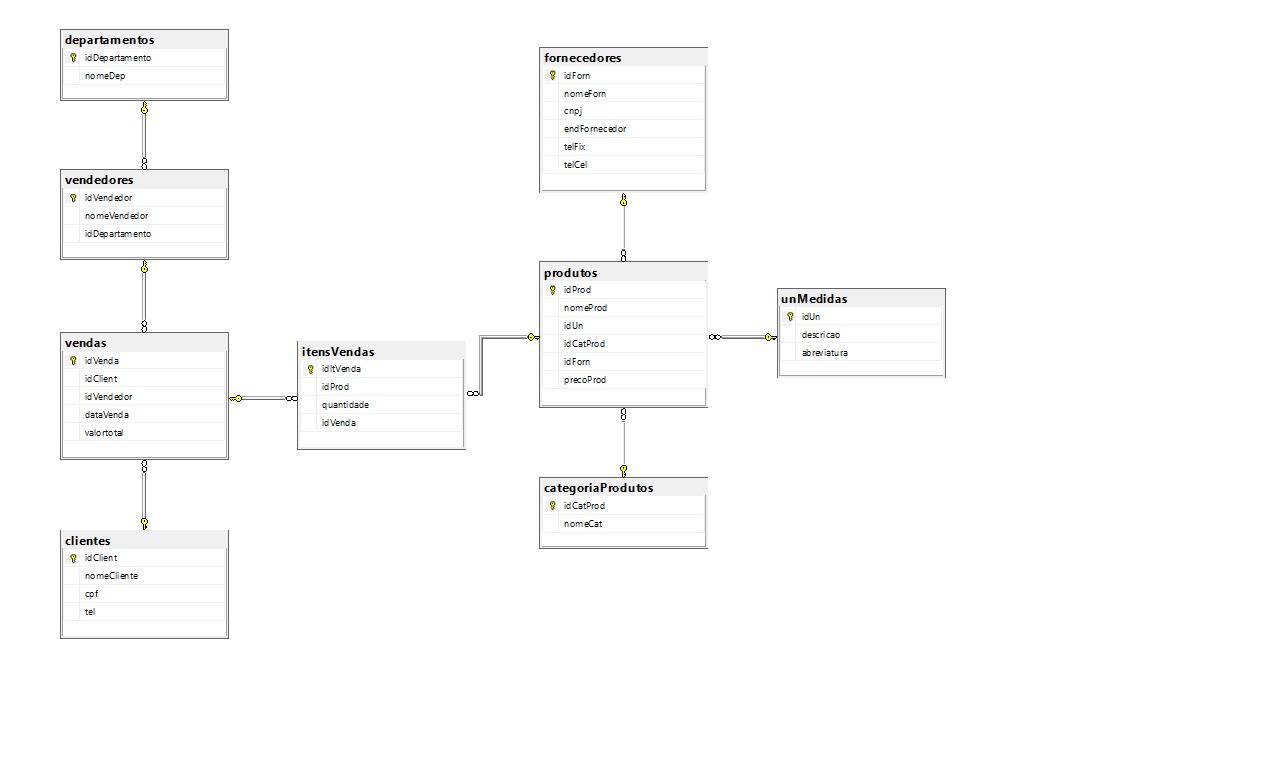 departamentos
idDepartamento
nomeDep
vendedores
idVendedor
nomeVendedor
idDepartamento
vendas
idVenda
idClient
idVendedor
dataVenda
valortotal
clientes
idClient
nomeCliente
cpf
tel
itensVendas
idItVenda
idProd
quantidade
idVenda
fornecedores
idForn
nomeForn
cnpj
endFornecedor
telFix
telCel
produtos
idProd
nomeProd
idUn
idCatProd
idForn
precoProd
categoriaProdutos
idCatProd
nomeCat
unMedidas
idUn
descricao
abreviatura